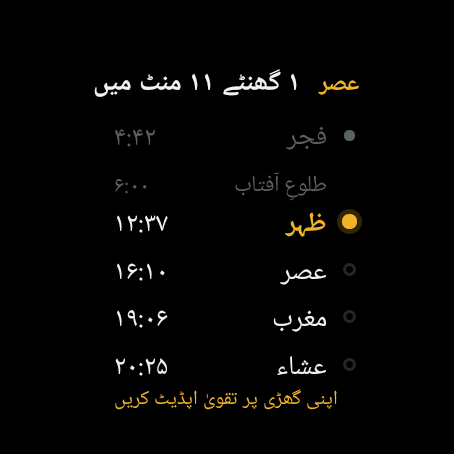 عصر ۱ گھنٹے ۱۱ منٹ میں
فجر ۴:۴۲
طلوعِ آفتاب ۶:۰۰
ظہر ۱۲:۳۷
عصر ۱۶:۱۰
مغرب ۱۹:۰۶
عشاء ۲۰:۲۵
اپنی گھڑی پر تقویٰ اپڈیٹ کریں